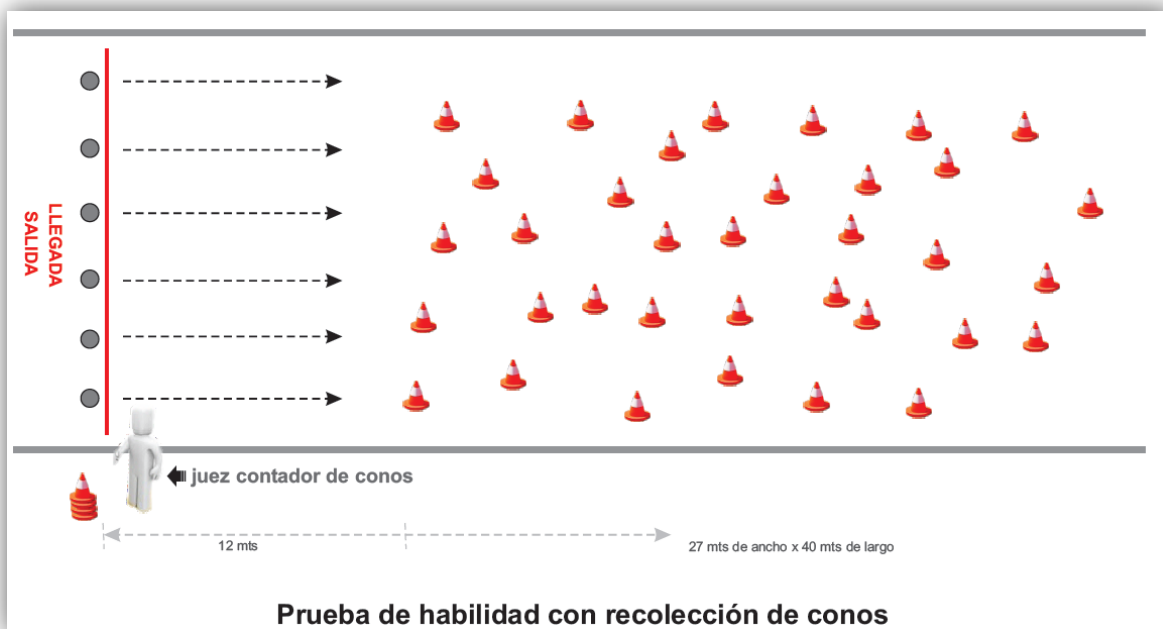 LLEGADA
SALIDA
juez contador de conos
12 mts
27 mts de ancho x 40 mts de largo
Prueba de habilidad con recolección de conos